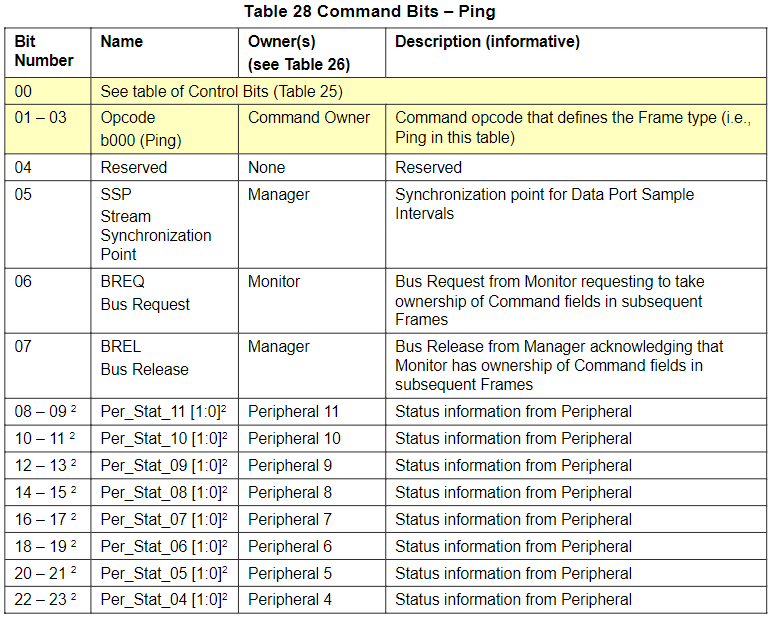 Table 28 Command Bits – Ping
Bit Number | Name | Owner(s) (see Table 26) | Description (informative)
00 | See table of Control Bits (Table 25)
01 – 03 | Opcode b000 (Ping) | Command Owner | Command opcode that defines the Frame type (i.e., Ping in this table)
04 | Reserved | None | Reserved
05 | SSP Stream Synchronization Point | Manager | Synchronization point for Data Port Sample Intervals
06 | BREQ Bus Request | Monitor | Bus Request from Monitor requesting to take ownership of Command fields in subsequent Frames
07 | BREL Bus Release | Manager | Bus Release from Manager acknowledging that Monitor has ownership of Command fields in subsequent Frames
08 – 09 ² | Per_Stat_11 [1:0]² | Peripheral 11 | Status information from Peripheral
10 – 11 ² | Per_Stat_10 [1:0]² | Peripheral 10 | Status information from Peripheral
12 – 13 ² | Per_Stat_09 [1:0]² | Peripheral 9 | Status information from Peripheral
14 – 15 ² | Per_Stat_08 [1:0]² | Peripheral 8 | Status information from Peripheral
16 – 17 ² | Per_Stat_07 [1:0]² | Peripheral 7 | Status information from Peripheral
18 – 19 ² | Per_Stat_06 [1:0]² | Peripheral 6 | Status information from Peripheral
20 – 21 ² | Per_Stat_05 [1:0]² | Peripheral 5 | Status information from Peripheral
22 – 23 ² | Per_Stat_04 [1:0]² | Peripheral 4 | Status information from Peripheral